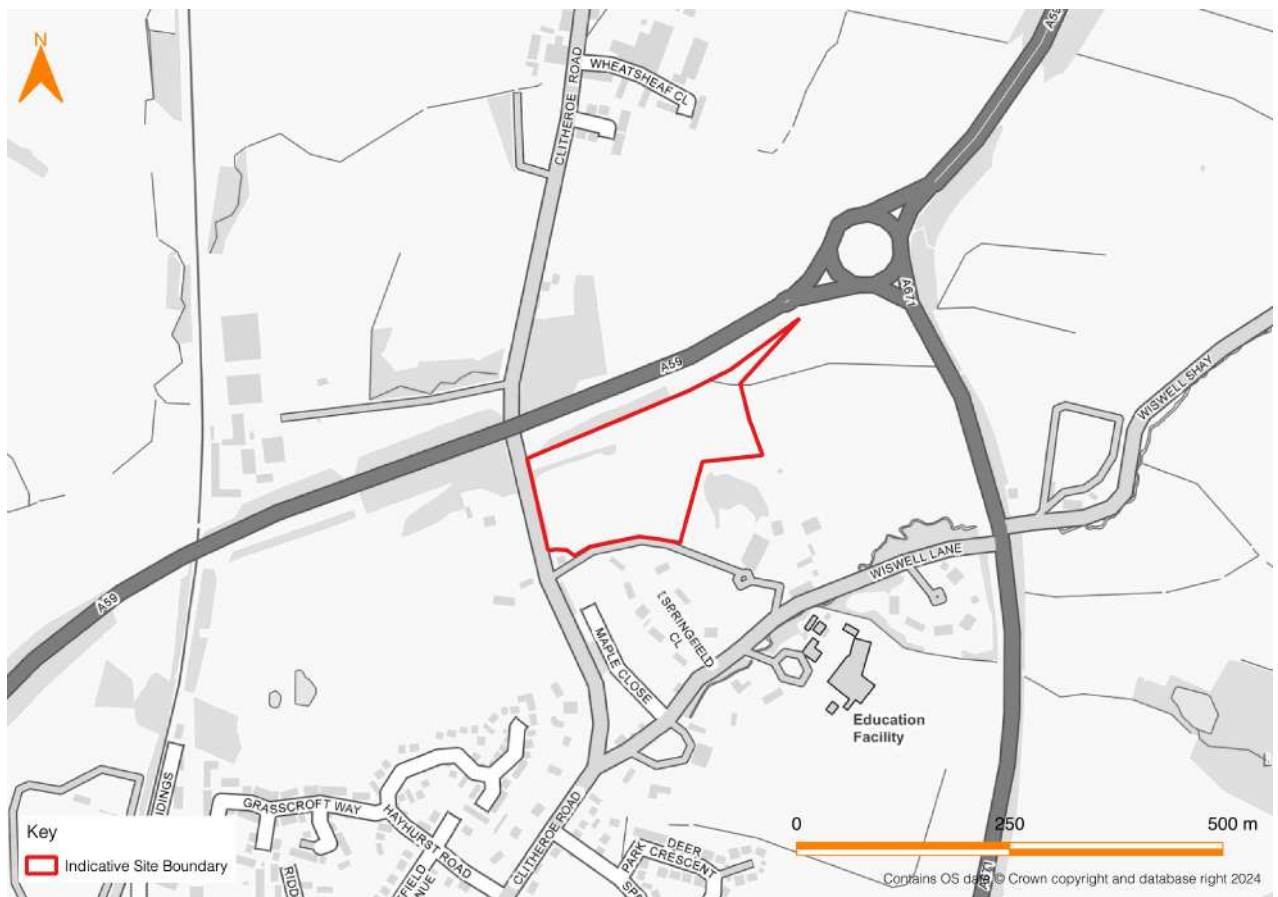 N
A59
WHEATSHEAF CL
CLITHEROE ROAD
A671
A59
WISWELL SHAY
WISWELL LANE
A59
SPRINGFIELD
CL
MAPLE CLOSE
Education
Facility
GRASSCROFT WAY
HAYHURST ROAD
CLITHEROE ROAD
PARK
DEER
CRESCENT
Key
Indicative Site Boundary
0
250
500 m
A671
Contains OS data © Crown copyright and database right 2024